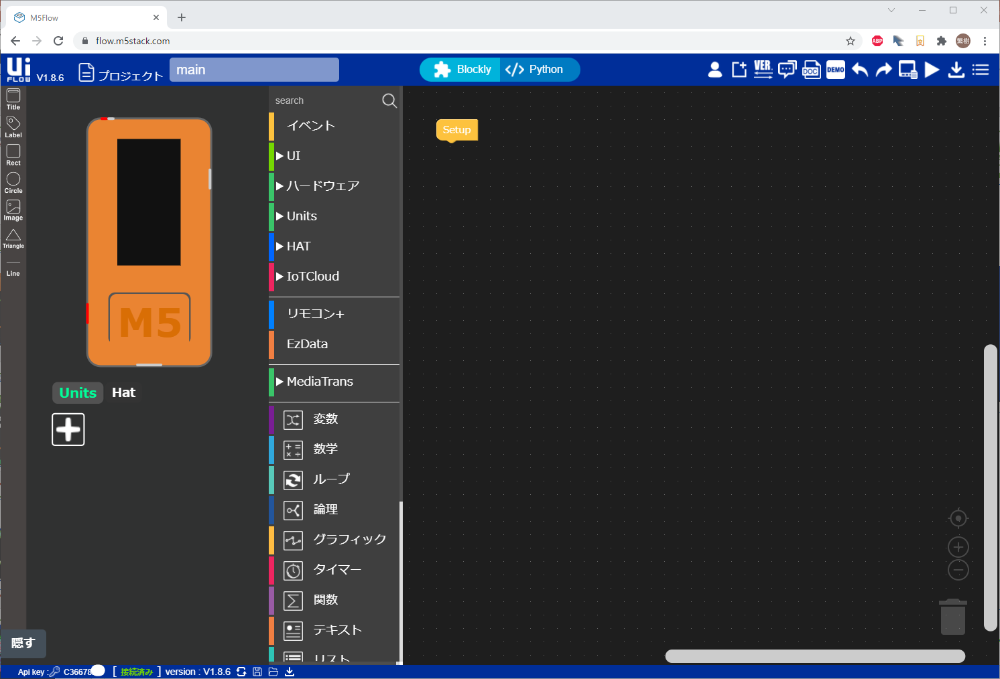 M5Flow
flow.m5stack.com
ABP
繁樹
Ui
FLOW
V1.8.6
プロジェクト
main
Blockly
Python
VER.
DOC
DEMO
Title
Label
Rect
Circle
Image
Triangle
Line
M5
Units
Hat
search
イベント
UI
ハードウェア
Units
HAT
IoTCloud
リモコン+
EzData
MediaTrans
変数
数学
ループ
論理
グラフィック
タイマー
関数
テキスト
リスト
Setup
隠す
Api key : C36678 [ 接続済み ] version : V1.8.6